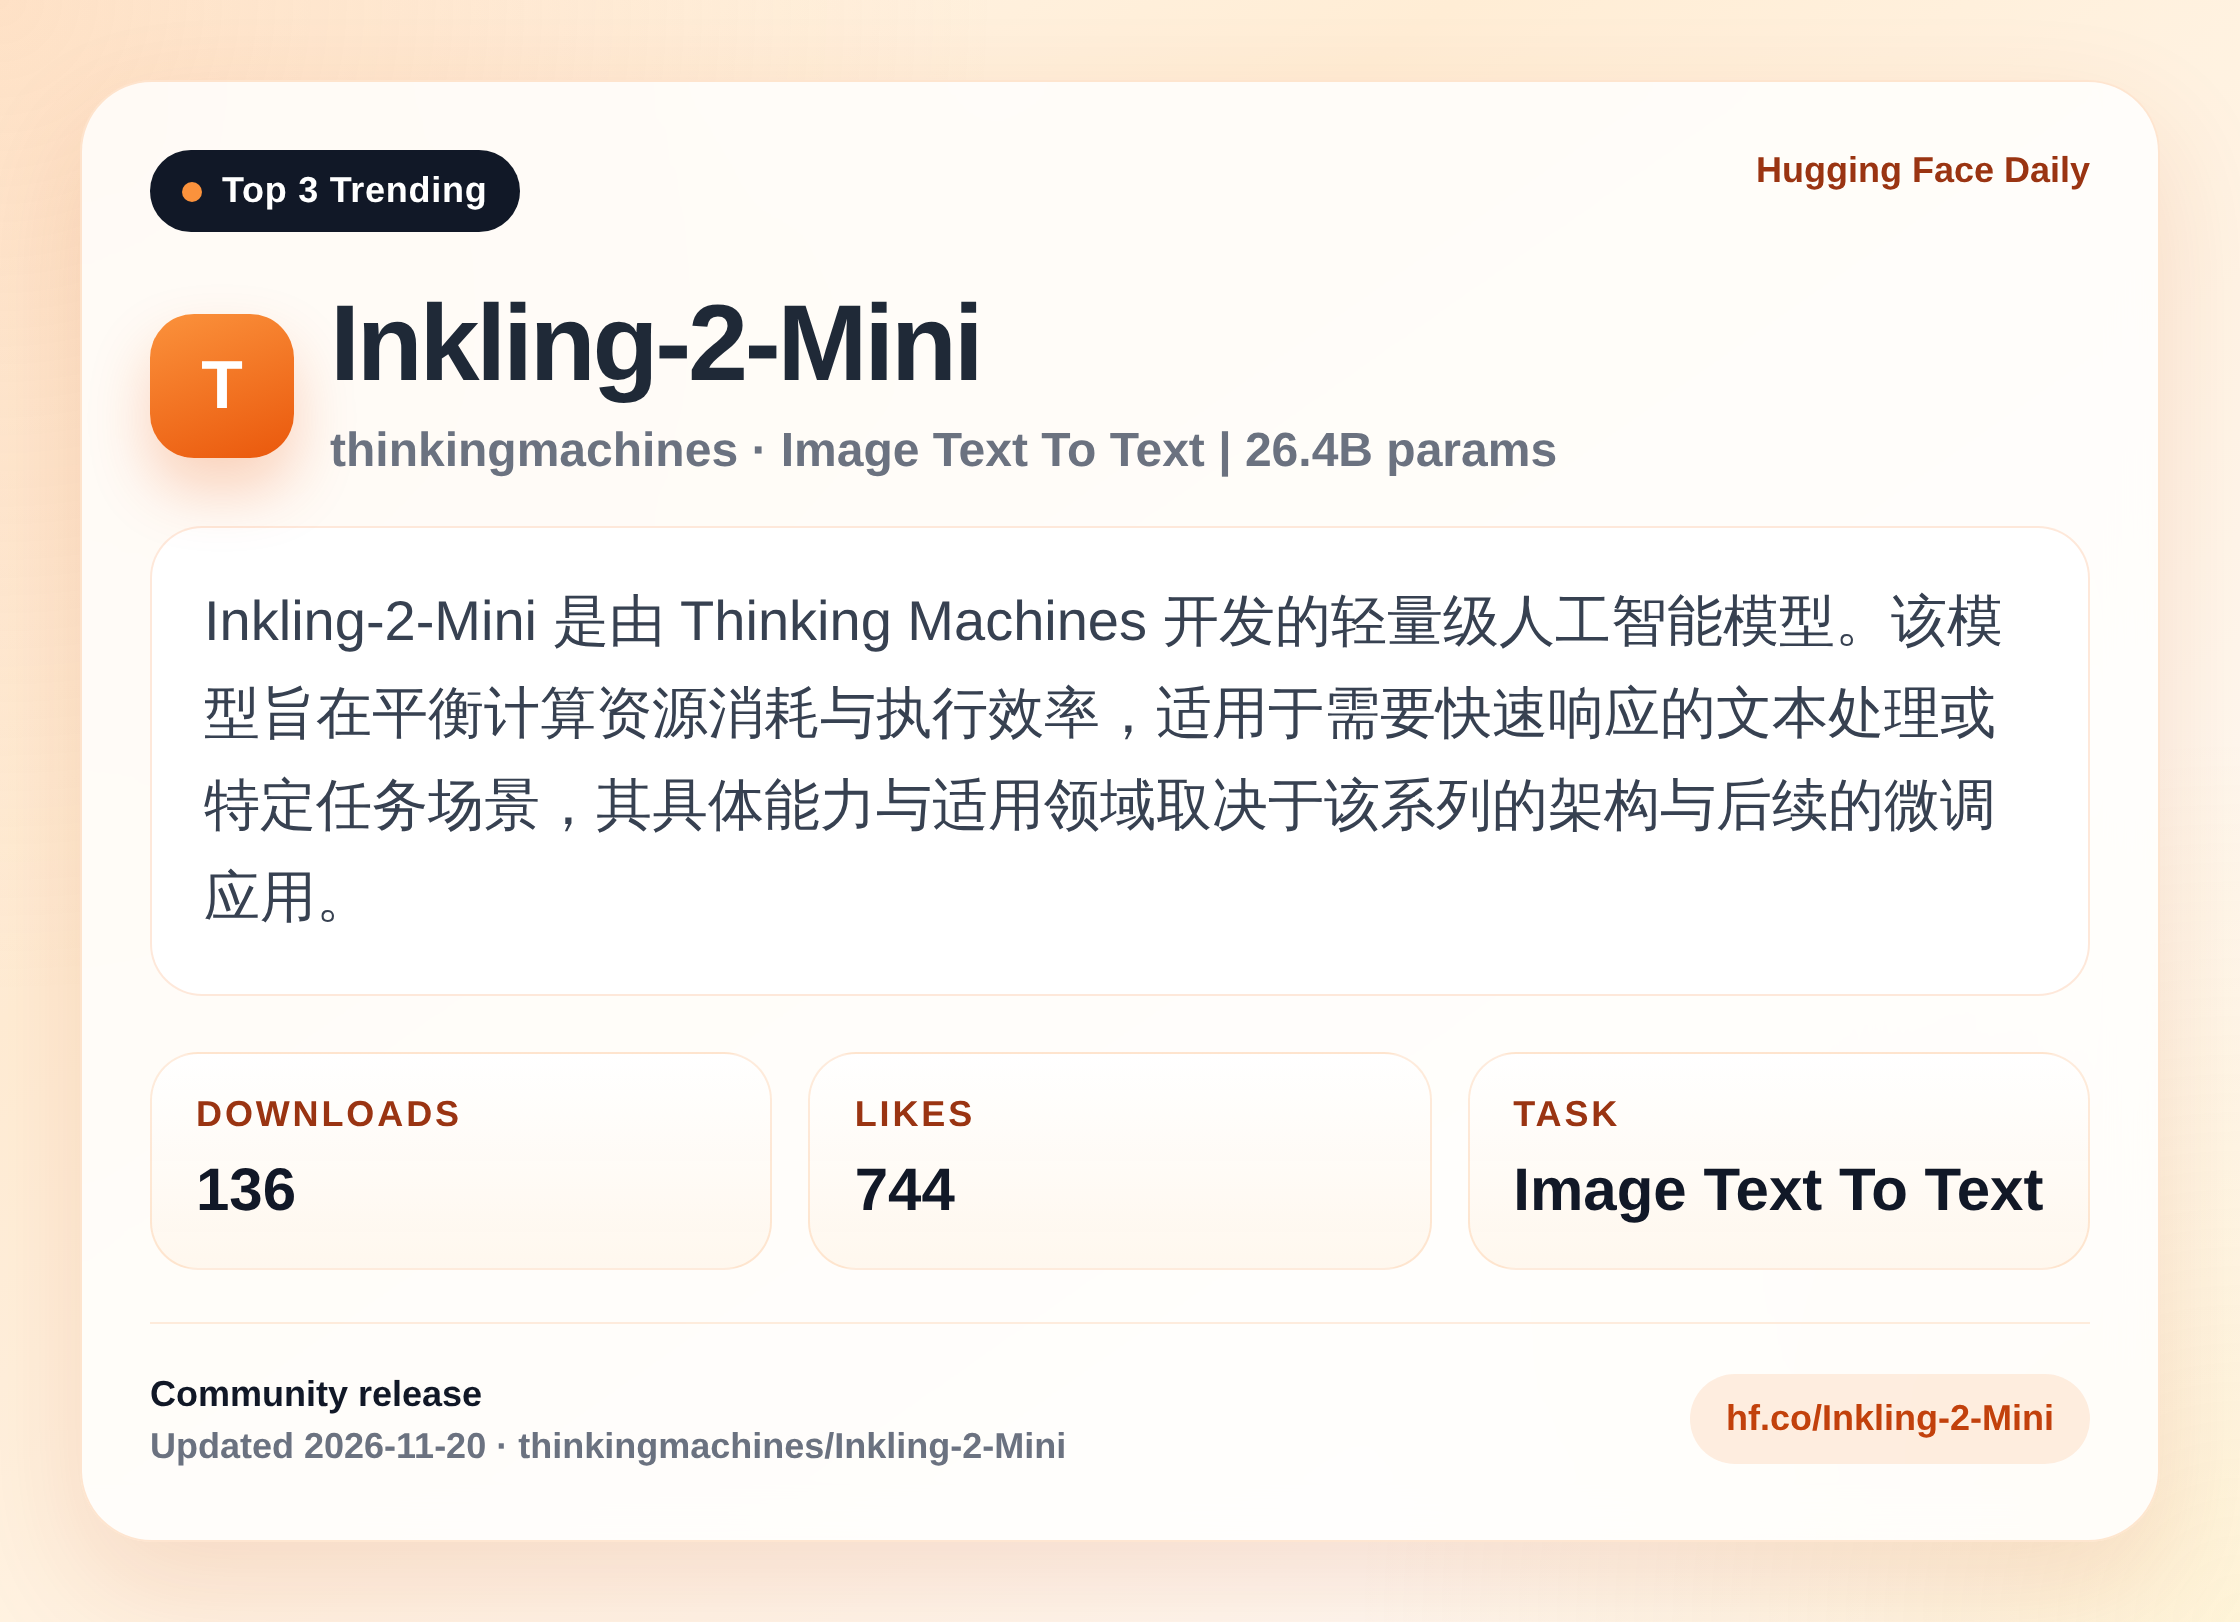 Top 3 Trending
Hugging Face Daily
T
Inkling-2-Mini
thinkingmachines · Image Text To Text | 26.4B params
Inkling-2-Mini 是由 Thinking Machines 开发的轻量级人工智能模型。该模
型旨在平衡计算资源消耗与执行效率，适用于需要快速响应的文本处理或
特定任务场景，其具体能力与适用领域取决于该系列的架构与后续的微调
应用。
DOWNLOADS
136
LIKES
744
TASK
Image Text To Text
Community release
Updated 2026-11-20 · thinkingmachines/Inkling-2-Mini
hf.co/Inkling-2-Mini